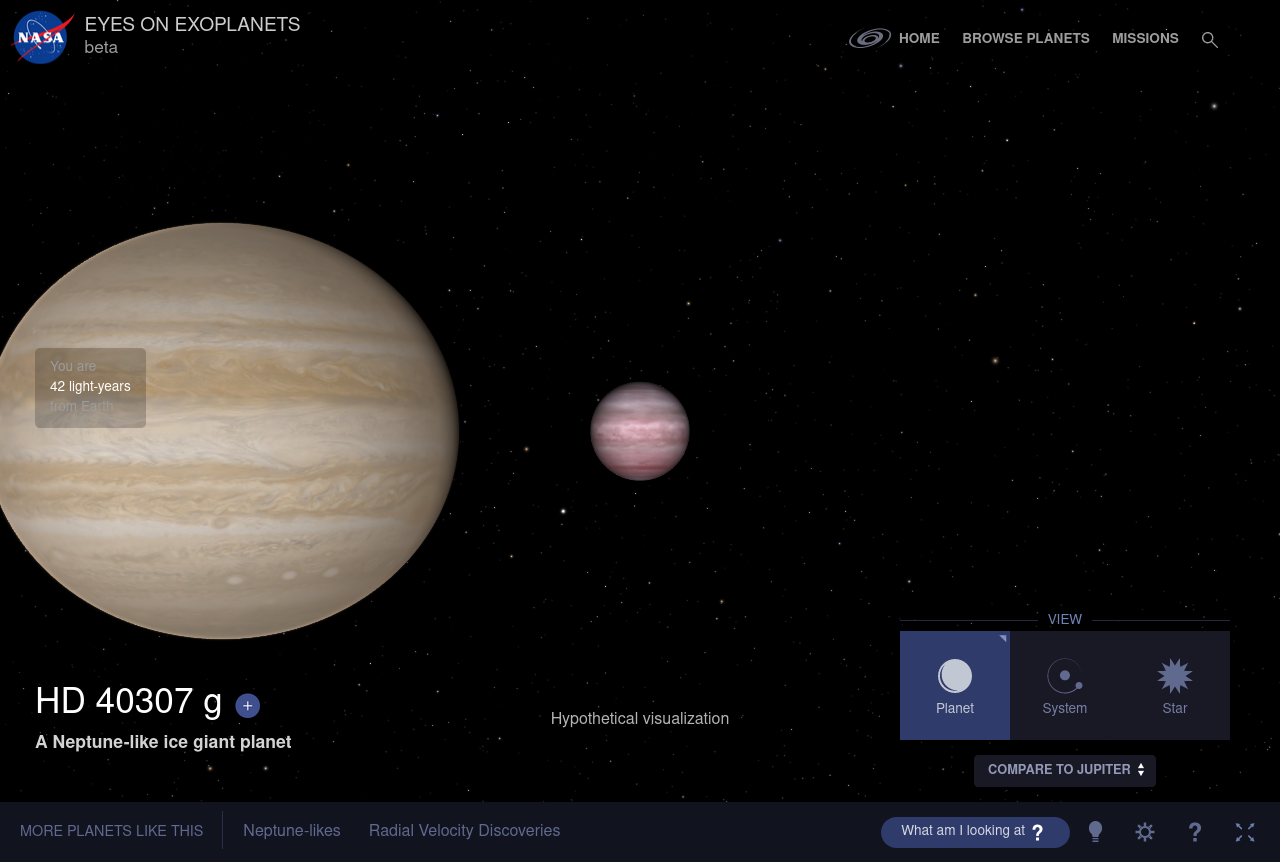 NASA
EYES ON EXOPLANETS
beta
HOME
BROWSE PLANETS
MISSIONS
You are
42 light-years
from Earth
VIEW
Planet
System
Star
HD 40307 g +
A Neptune-like ice giant planet
Hypothetical visualization
COMPARE TO JUPITER
MORE PLANETS LIKE THIS
Neptune-likes
Radial Velocity Discoveries
What am I looking at ?
?